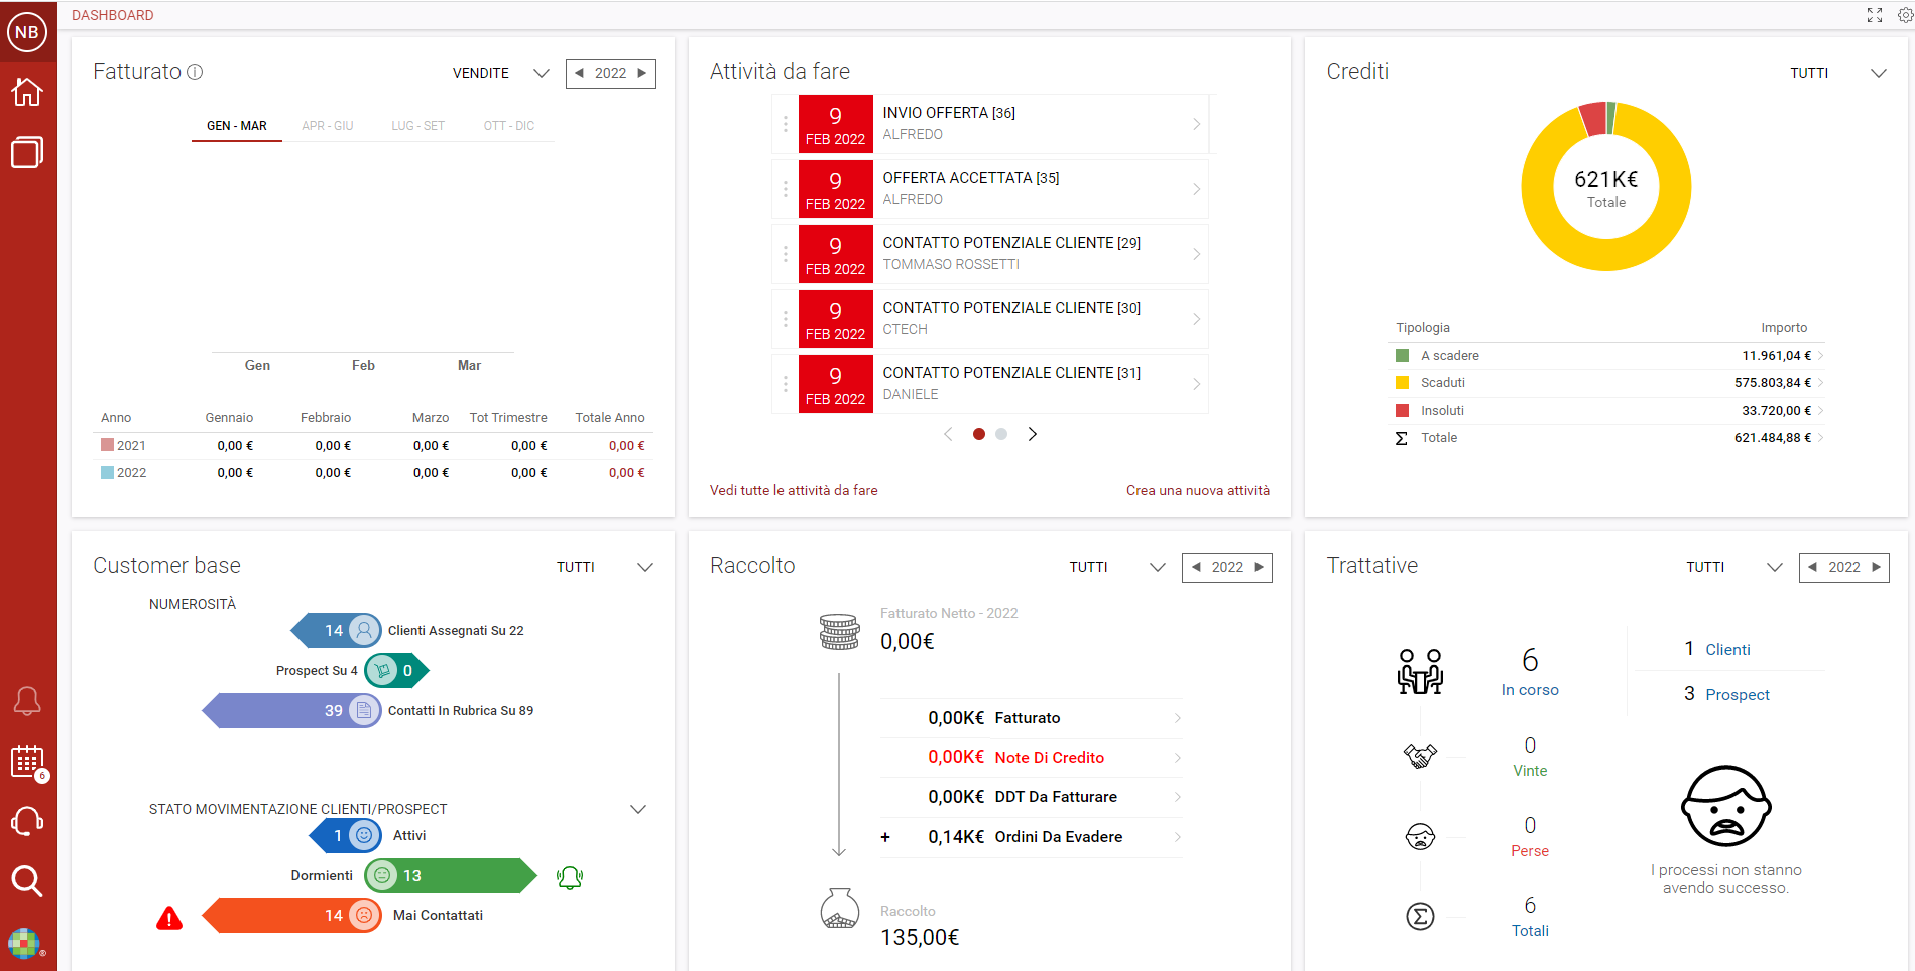 NB
DASHBOARD
Fatturato
VENDITE
2022
GEN - MAR
APR - GIU
LUG - SET
OTT - DIC
Gen
Feb
Mar
Anno Gennaio Febbraio Marzo Tot Trimestre Totale Anno
2021 0,00 € 0,00 € 0,00 € 0,00 € 0,00 €
2022 0,00 € 0,00 € 0,00 € 0,00 € 0,00 €
Attività da fare
9
FEB 2022
INVIO OFFERTA [36]
ALFREDO
9
FEB 2022
OFFERTA ACCETTATA [35]
ALFREDO
9
FEB 2022
CONTATTO POTENZIALE CLIENTE [29]
TOMMASO ROSSETTI
9
FEB 2022
CONTATTO POTENZIALE CLIENTE [30]
CTECH
9
FEB 2022
CONTATTO POTENZIALE CLIENTE [31]
DANIELE
Vedi tutte le attività da fare
Crea una nuova attività
Crediti
TUTTI
621K€
Totale
Tipologia Importo
A scadere 11.961,04 €
Scaduti 575.803,84 €
Insoluti 33.720,00 €
Σ Totale 621.484,88 €
Customer base
TUTTI
NUMEROSITÀ
14 Clienti Assegnati Su 22
Prospect Su 4 0
39 Contatti In Rubrica Su 89
STATO MOVIMENTAZIONE CLIENTI/PROSPECT
1 Attivi
Dormienti 13
14 Mai Contattati
Raccolto
TUTTI
2022
Fatturato Netto - 2022
0,00€
0,00K€ Fatturato
0,00K€ Note Di Credito
0,00K€ DDT Da Fatturare
+ 0,14K€ Ordini Da Evadere
Raccolto
135,00€
Trattative
TUTTI
2022
6
In corso
1 Clienti
3 Prospect
0
Vinte
0
Perse
Σ
6
Totali
I processi non stanno
avendo successo.
6
®